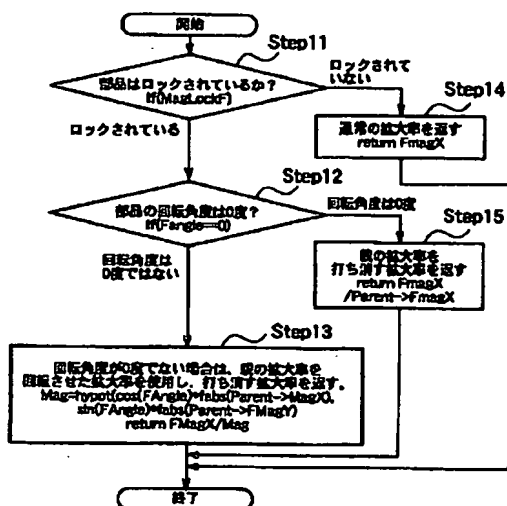 開始
Step11
部品はロックされているか？
if(MagLockF)
ロックされて
いない
Step14
通常の拡大率を返す
return FmagX
ロックされている
Step12
部品の回転角度は0度？
if(Fangle==0)
回転角度は0度
Step15
親の拡大率を
打ち消す拡大率を返す
return FmagX
/Parent->FmagX
回転角度は
0度ではない
Step13
回転角度が0度でない場合は、親の拡大率を
回転させた拡大率を使用し、打ち消す拡大率を返す。
Mag=hypot(cos(FAngle)*fabs(Parent->MagX),
sin(FAngle)*fabs(Parent->FMagY)
return FMagX/Mag
終了